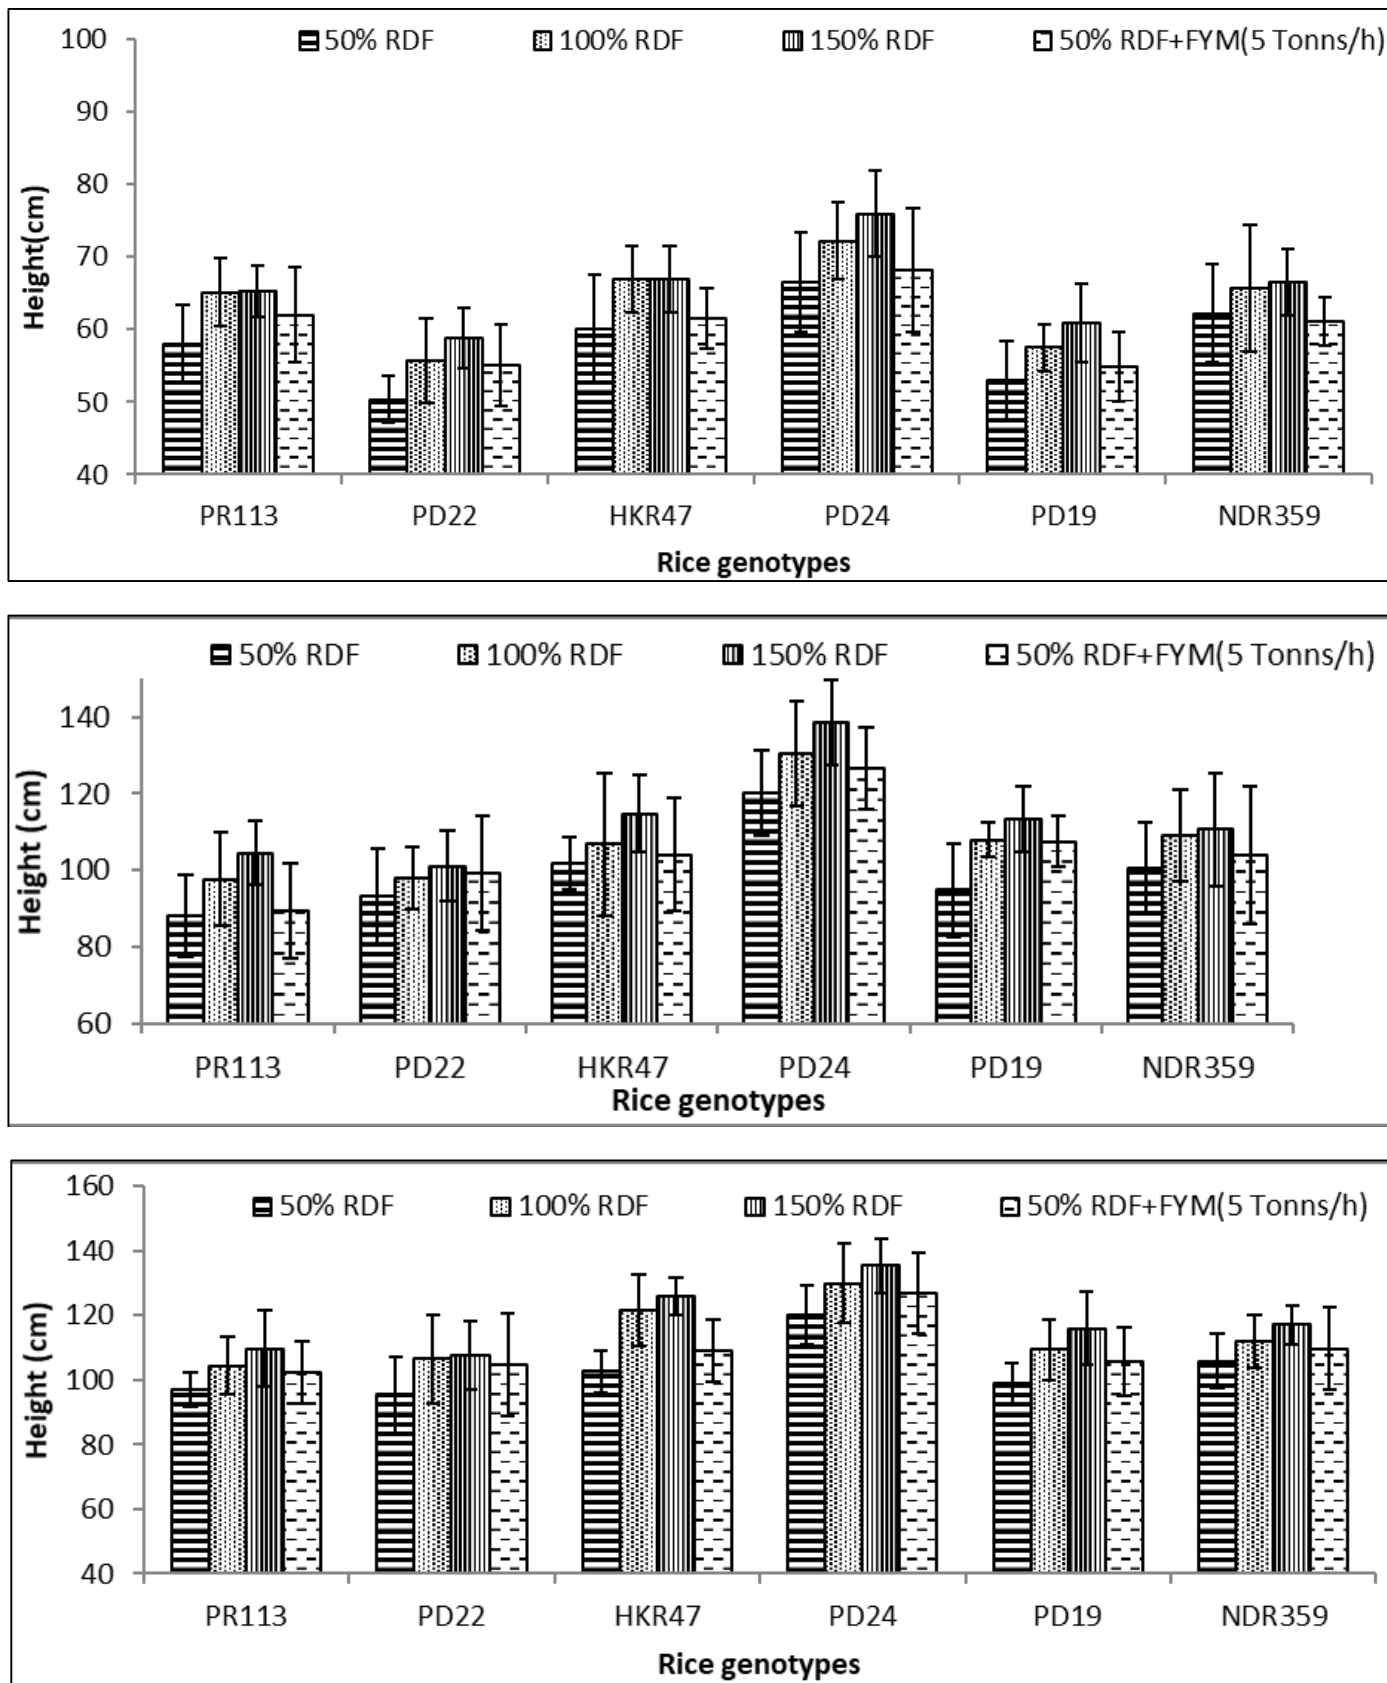 50% RDF 100% RDF 150% RDF 50% RDF+FYM(5 Tonns/h)
100
90
80
70
60
50
40
Height(cm)
PR113 PD22 HKR47 PD24 PD19 NDR359
Rice genotypes
50% RDF 100% RDF 150% RDF 50% RDF+FYM(5 Tonns/h)
140
120
100
80
60
Height (cm)
PR113 PD22 HKR47 PD24 PD19 NDR359
Rice genotypes
50% RDF 100% RDF 150% RDF 50% RDF+FYM(5 Tonns/h)
160
140
120
100
80
60
40
Height (cm)
PR113 PD22 HKR47 PD24 PD19 NDR359
Rice genotypes